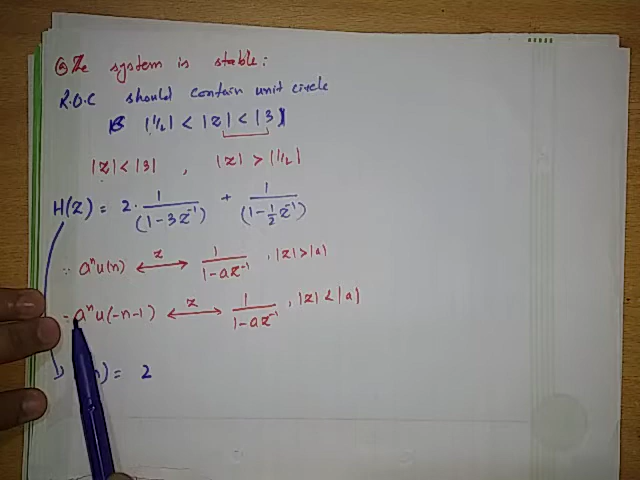 ⓐ The system is stable:
R.O.C should contain unit circle
|1/2| < |z| < |3|
|z| < |3| , |z| > |1/2|
H(z) = 2 · 1/(1-3z⁻¹) + 1/(1-½z⁻¹)
∵ aⁿu(n) ⟷z 1/(1-az⁻¹) , |z| > |a|
- aⁿu(-n-1) ⟷z 1/(1-az⁻¹) , |z| < |a|
n) = 2